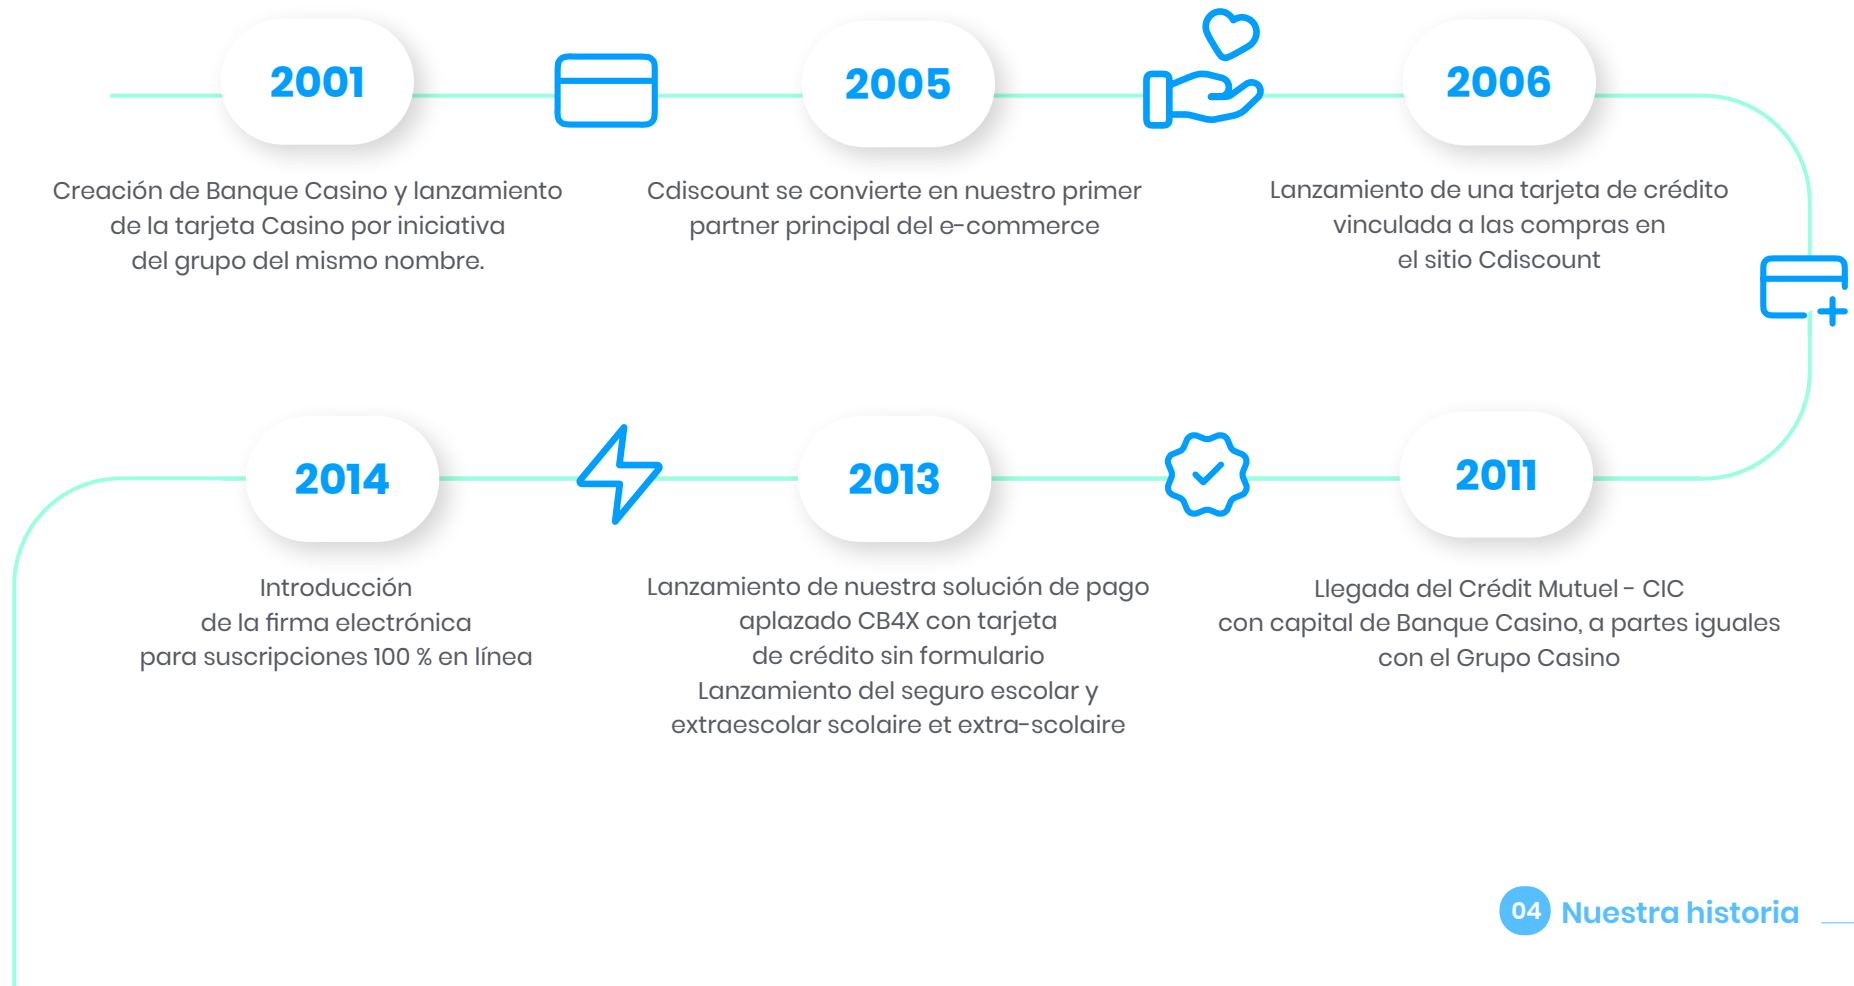 2001
Creación de Banque Casino y lanzamiento
de la tarjeta Casino por iniciativa
del grupo del mismo nombre.
2005
Cdiscount se convierte en nuestro primer
partner principal del e-commerce
2006
Lanzamiento de una tarjeta de crédito
vinculada a las compras en
el sitio Cdiscount
2011
Llegada del Crédit Mutuel - CIC
con capital de Banque Casino, a partes iguales
con el Grupo Casino
2013
Lanzamiento de nuestra solución de pago
aplazado CB4X con tarjeta
de crédito sin formulario
Lanzamiento del seguro escolar y
extraescolar scolaire et extra-scolaire
2014
Introducción
de la firma electrónica
para suscripciones 100 % en línea
04 Nuestra historia